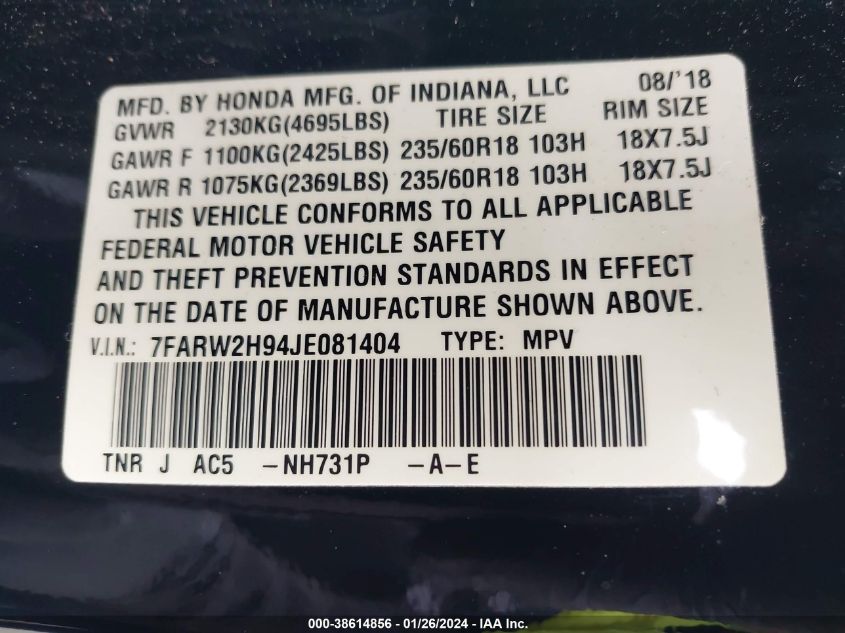 MFD. BY HONDA MFG. OF INDIANA, LLC 08/'18
GVWR 2130KG(4695LBS) TIRE SIZE RIM SIZE
GAWR F 1100KG(2425LBS) 235/60R18 103H 18X7.5J
GAWR R 1075KG(2369LBS) 235/60R18 103H 18X7.5J
THIS VEHICLE CONFORMS TO ALL APPLICABLE
FEDERAL MOTOR VEHICLE SAFETY
AND THEFT PREVENTION STANDARDS IN EFFECT
ON THE DATE OF MANUFACTURE SHOWN ABOVE.
V.I.N.: 7FARW2H94JE081404 TYPE: MPV
TNR J AC5 -NH731P -A-E
000-38614856 - 01/26/2024 - IAA Inc.